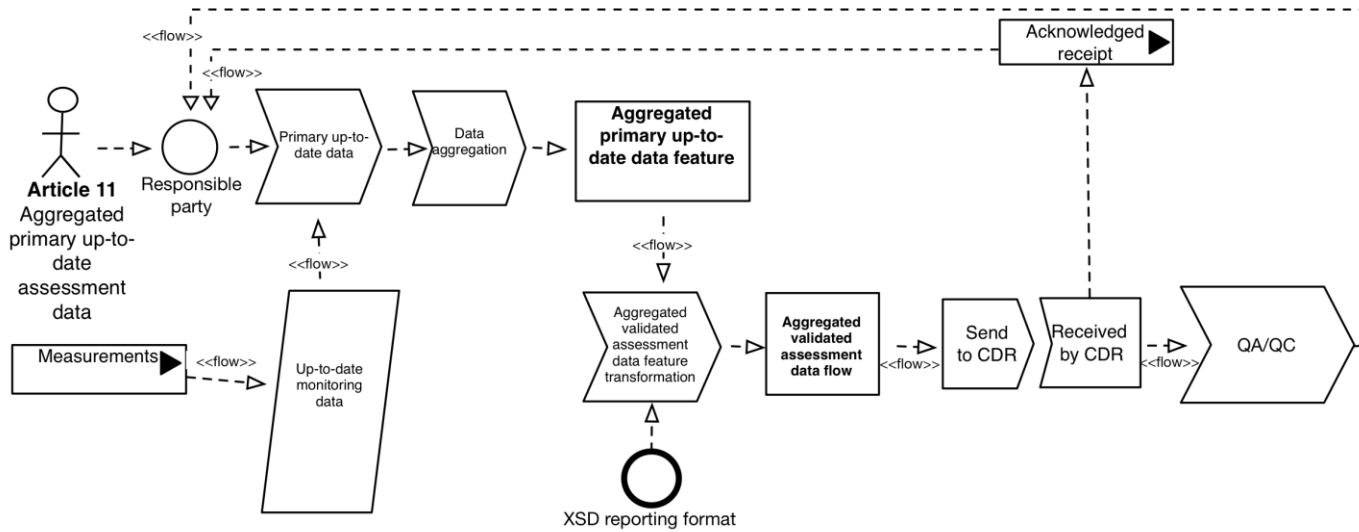 <<flow>>
<<flow>>
Acknowledged
receipt
Article 11
Aggregated
primary up-to-
date
assessment
data
Responsible
party
Primary up-to-
date data
Data
aggregation
Aggregated
primary up-to-
date data feature
<<flow>>
<<flow>>
Measurements
<<flow>>
Up-to-date
monitoring
data
Aggregated
validated
assessment
data feature
transformation
Aggregated
validated
assessment
data flow
<<flow>>
Send
to CDR
Received
by CDR
<<flow>>
QA/QC
XSD reporting format